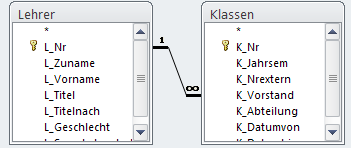 Lehrer
*
L_Nr
L_Zuname
L_Vorname
L_Titel
L_Titelnach
L_Geschlecht
1
∞
Klassen
*
K_Nr
K_Jahrsem
K_Nrextern
K_Vorstand
K_Abteilung
K_Datumvon